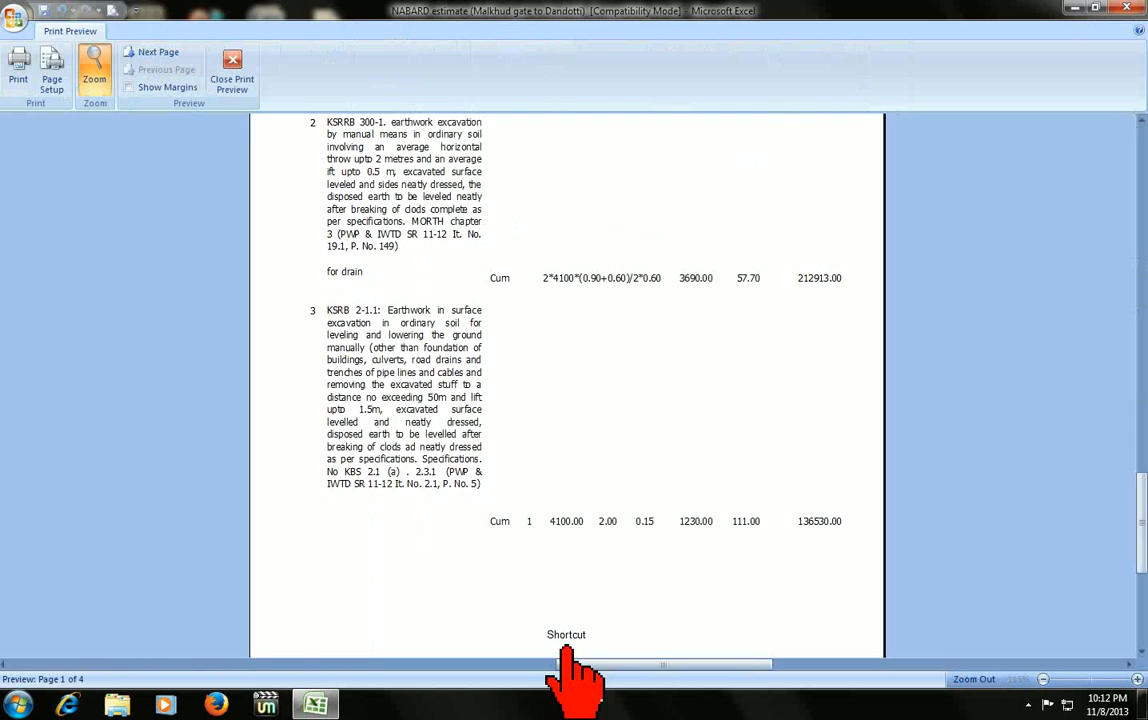 NABARD estimate (Malkhud gate to Dandotti) [Compatibility Mode] - Microsoft Excel
Print Preview
Print
Page Setup
Zoom
Next Page
Previous Page
Show Margins
Close Print Preview
Print
Zoom
Preview
2 KSRRB 300-1. earthwork excavation
by manual means in ordinary soil
involving an average horizontal
throw upto 2 metres and an average
ift upto 0.5 m, excavated surface
leveled and sides neatly dressed, the
disposed earth to be leveled neatly
after breaking of clods complete as
per specifications. MORTH chapter
3 (PWP & IWTD SR 11-12 It. No.
19.1, P. No. 149)
for drain
Cum 2*4100*(0.90+0.60)/2*0.60 3690.00 57.70 212913.00
3 KSRB 2-1.1: Earthwork in surface
excavation in ordinary soil for
leveling and lowering the ground
manually (other than foundation of
buildings, culverts, road drains and
trenches of pipe lines and cables and
removing the excavated stuff to a
distance no exceeding 50m and lift
upto 1.5m, excavated surface
levelled and neatly dressed,
disposed earth to be levelled after
breaking of clods ad neatly dressed
as per specifications. Specifications.
No KBS 2.1 (a) . 2.3.1 (PWP &
IWTD SR 11-12 It. No. 2.1, P. No. 5)
Cum 1 4100.00 2.00 0.15 1230.00 111.00 136530.00
Shortcut
Preview: Page 1 of 4
Zoom Out 115%
10:12 PM
11/8/2013